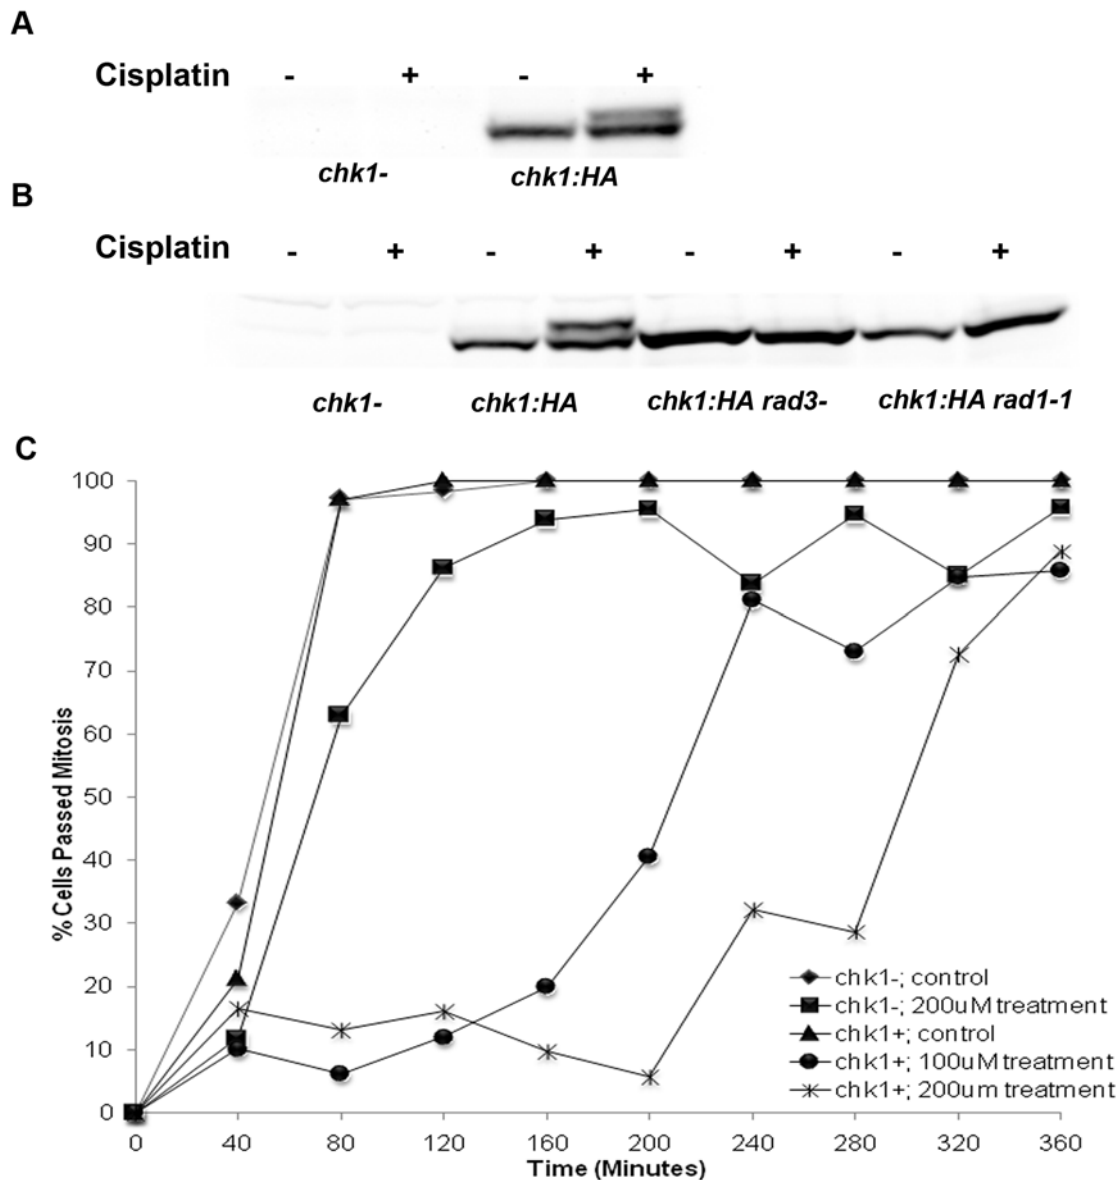 A
Cisplatin - + - +
chk1- chk1:HA
B
Cisplatin - + - + - + - +
chk1- chk1:HA chk1:HA rad3- chk1:HA rad1-1
C
% Cells Passed Mitosis
100
90
80
70
60
50
40
30
20
10
0
chk1-; control
chk1-; 200uM treatment
chk1+; control
chk1+; 100uM treatment
chk1+; 200um treatment
0 40 80 120 160 200 240 280 320 360
Time (Minutes)